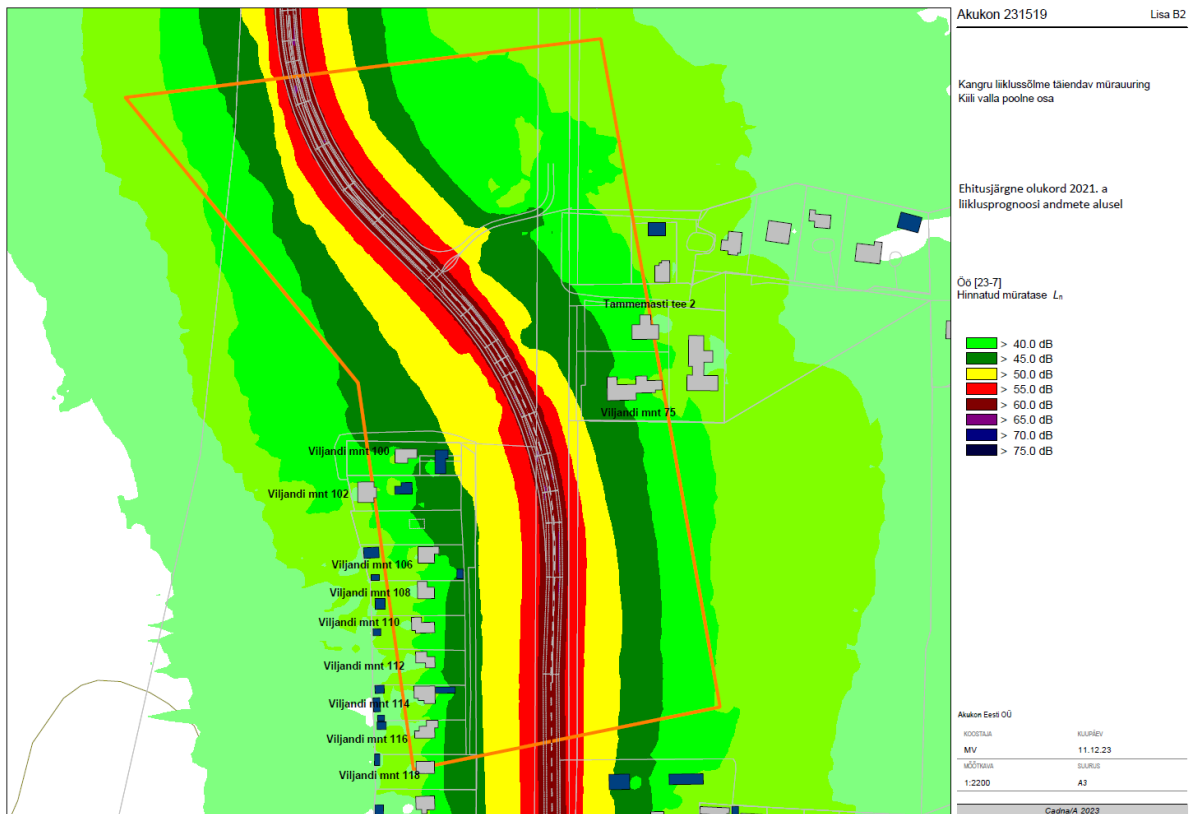 Akukon 231519 Lisa B2
Kangru liiklussõlme täiendav mürauuring
Kiili valla poolne osa
Ehitusjärgne olukord 2021. a
liiklusprognoosi andmete alusel
Öö [23-7]
Hinnatud müratase Ln
> 40.0 dB
> 45.0 dB
> 50.0 dB
> 55.0 dB
> 60.0 dB
> 65.0 dB
> 70.0 dB
> 75.0 dB
Tammemasti tee 2
Viljandi mnt 75
Viljandi mnt 100
Viljandi mnt 102
Viljandi mnt 106
Viljandi mnt 108
Viljandi mnt 110
Viljandi mnt 112
Viljandi mnt 114
Viljandi mnt 116
Viljandi mnt 118
Akukon Eesti OÜ
KOOSTAJA KUUPÄEV
MV 11.12.23
MÕÕTKAVA SUURUS
1:2200 A3
CadnaA 2023